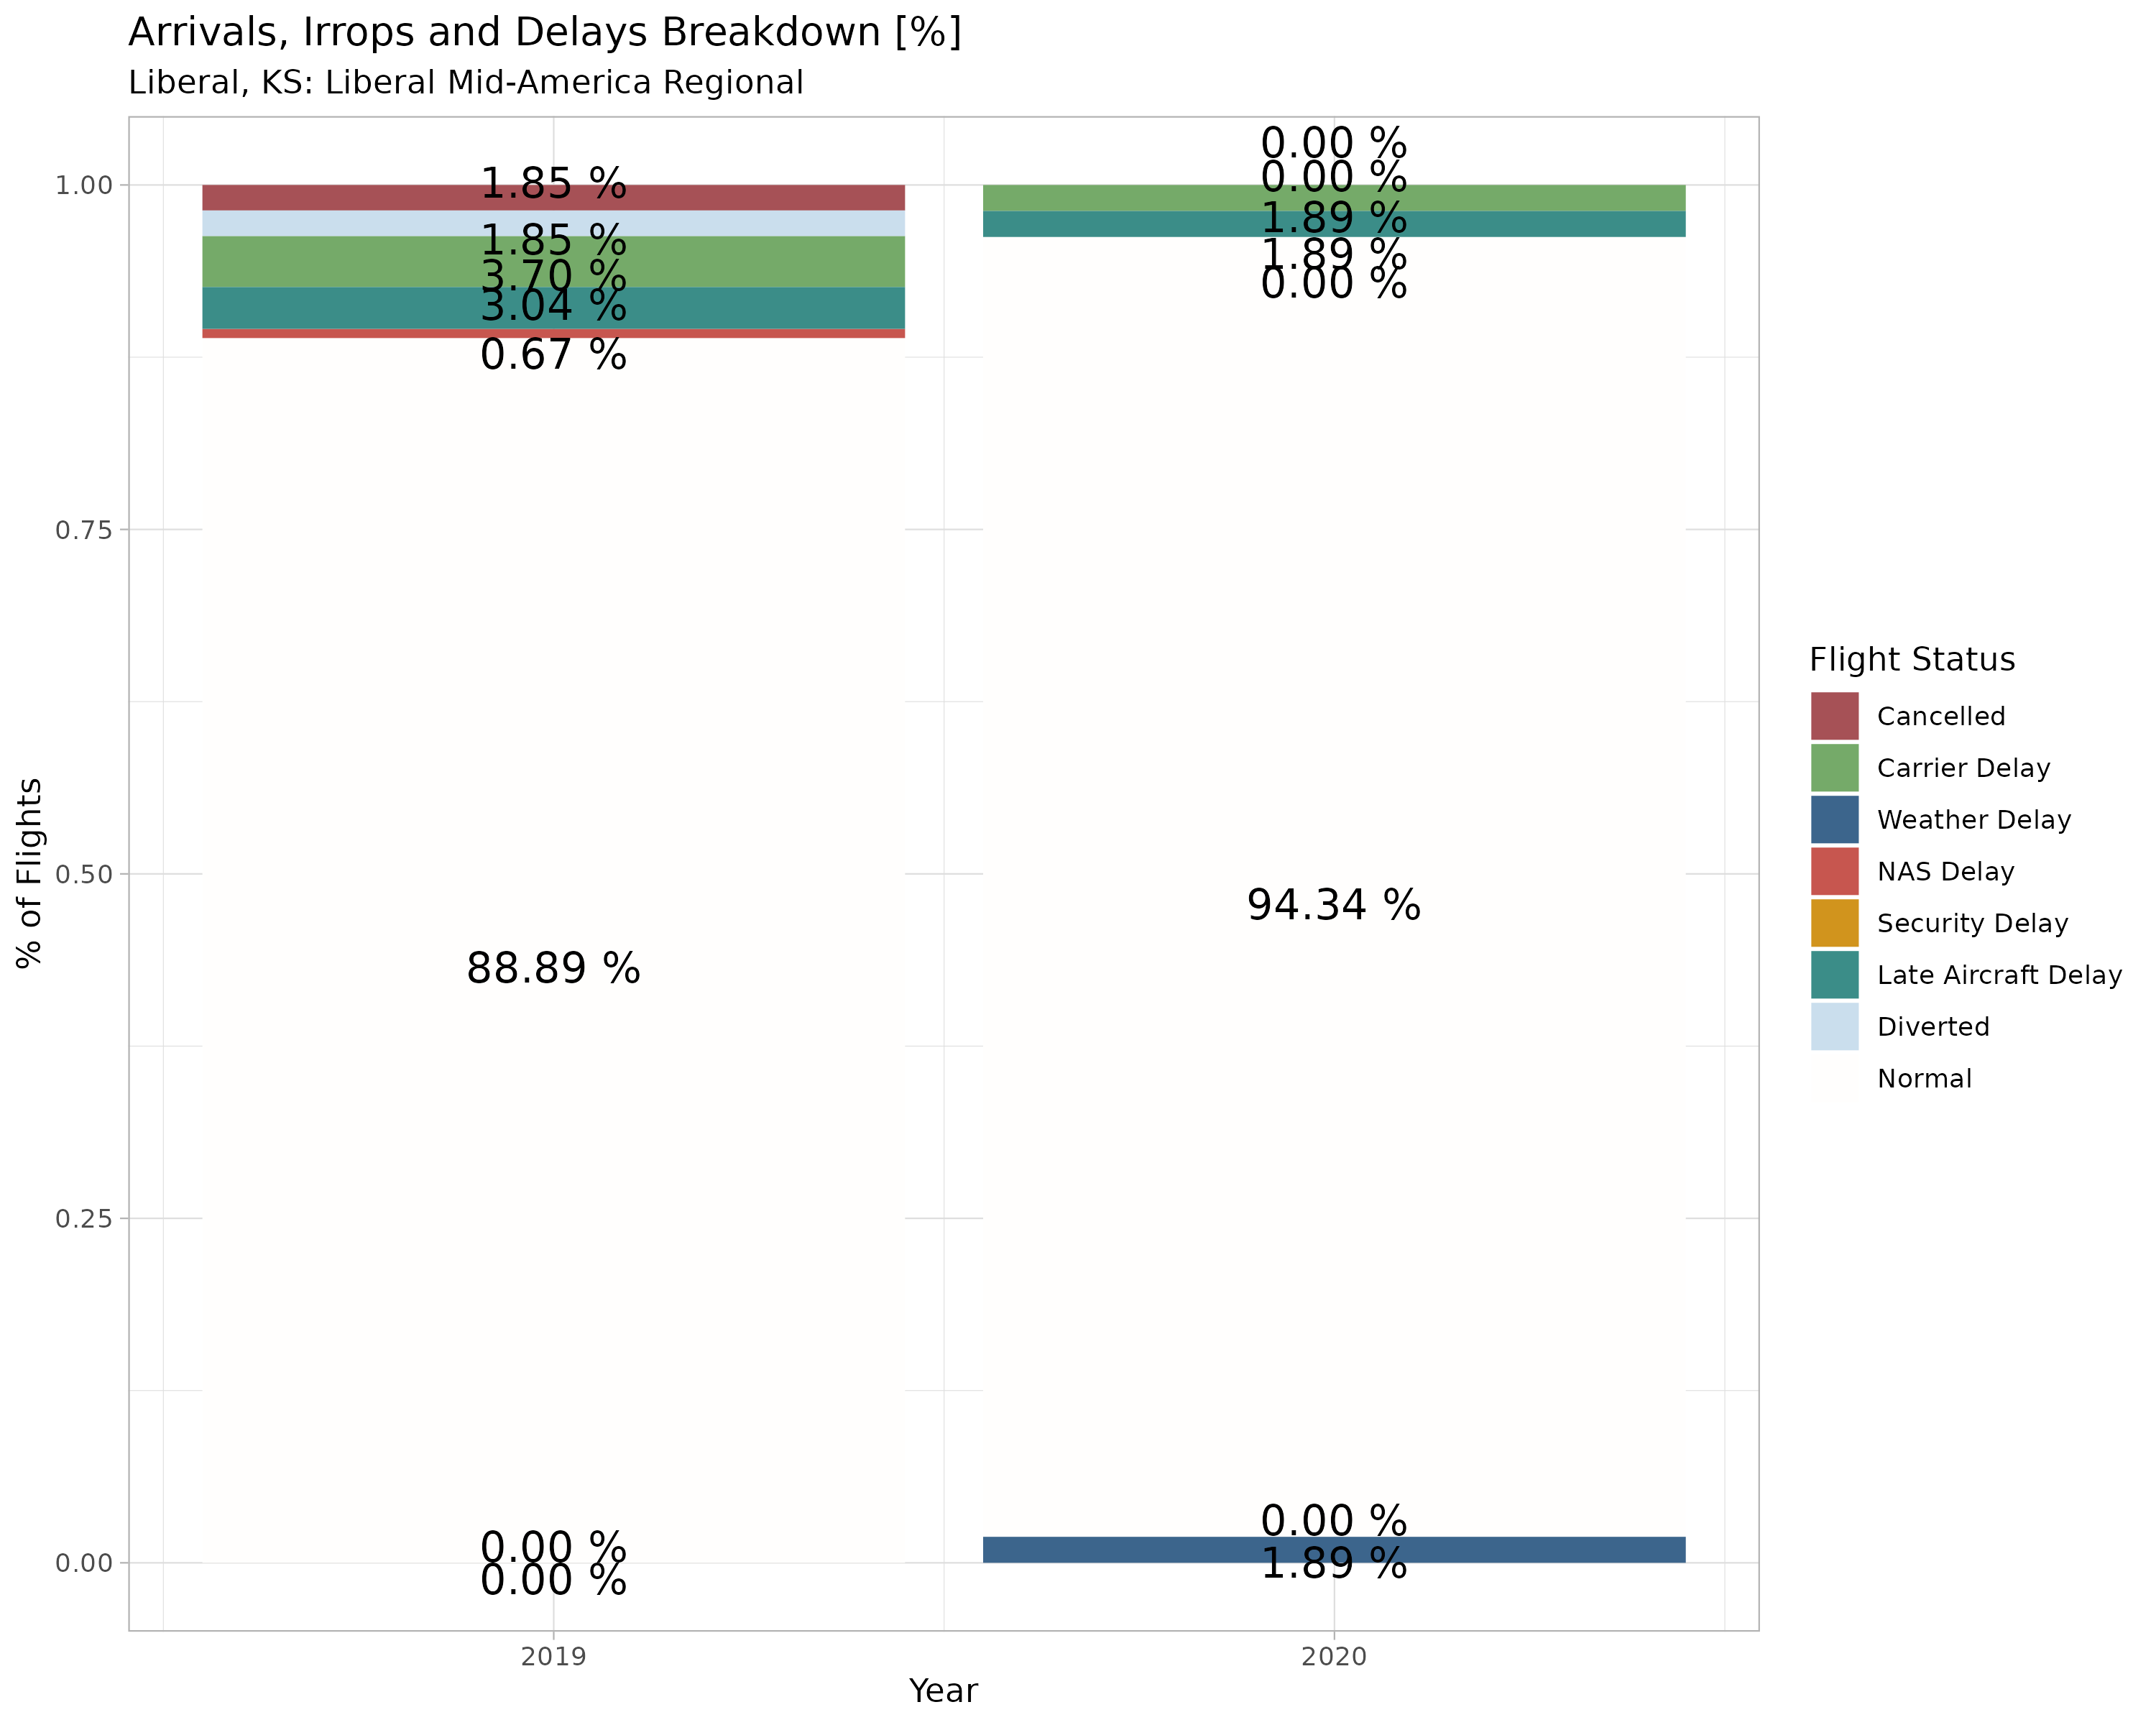 Arrivals, Irrops and Delays Breakdown [%]
Liberal, KS: Liberal Mid-America Regional
% of Flights
1.00
0.75
0.50
0.25
0.00
1.85 %
1.85 %
3.70 %
3.04 %
0.67 %
88.89 %
0.00 %
0.00 %
0.00 %
0.00 %
1.89 %
1.89 %
0.00 %
94.34 %
0.00 %
1.89 %
2019
2020
Year
Flight Status
Cancelled
Carrier Delay
Weather Delay
NAS Delay
Security Delay
Late Aircraft Delay
Diverted
Normal